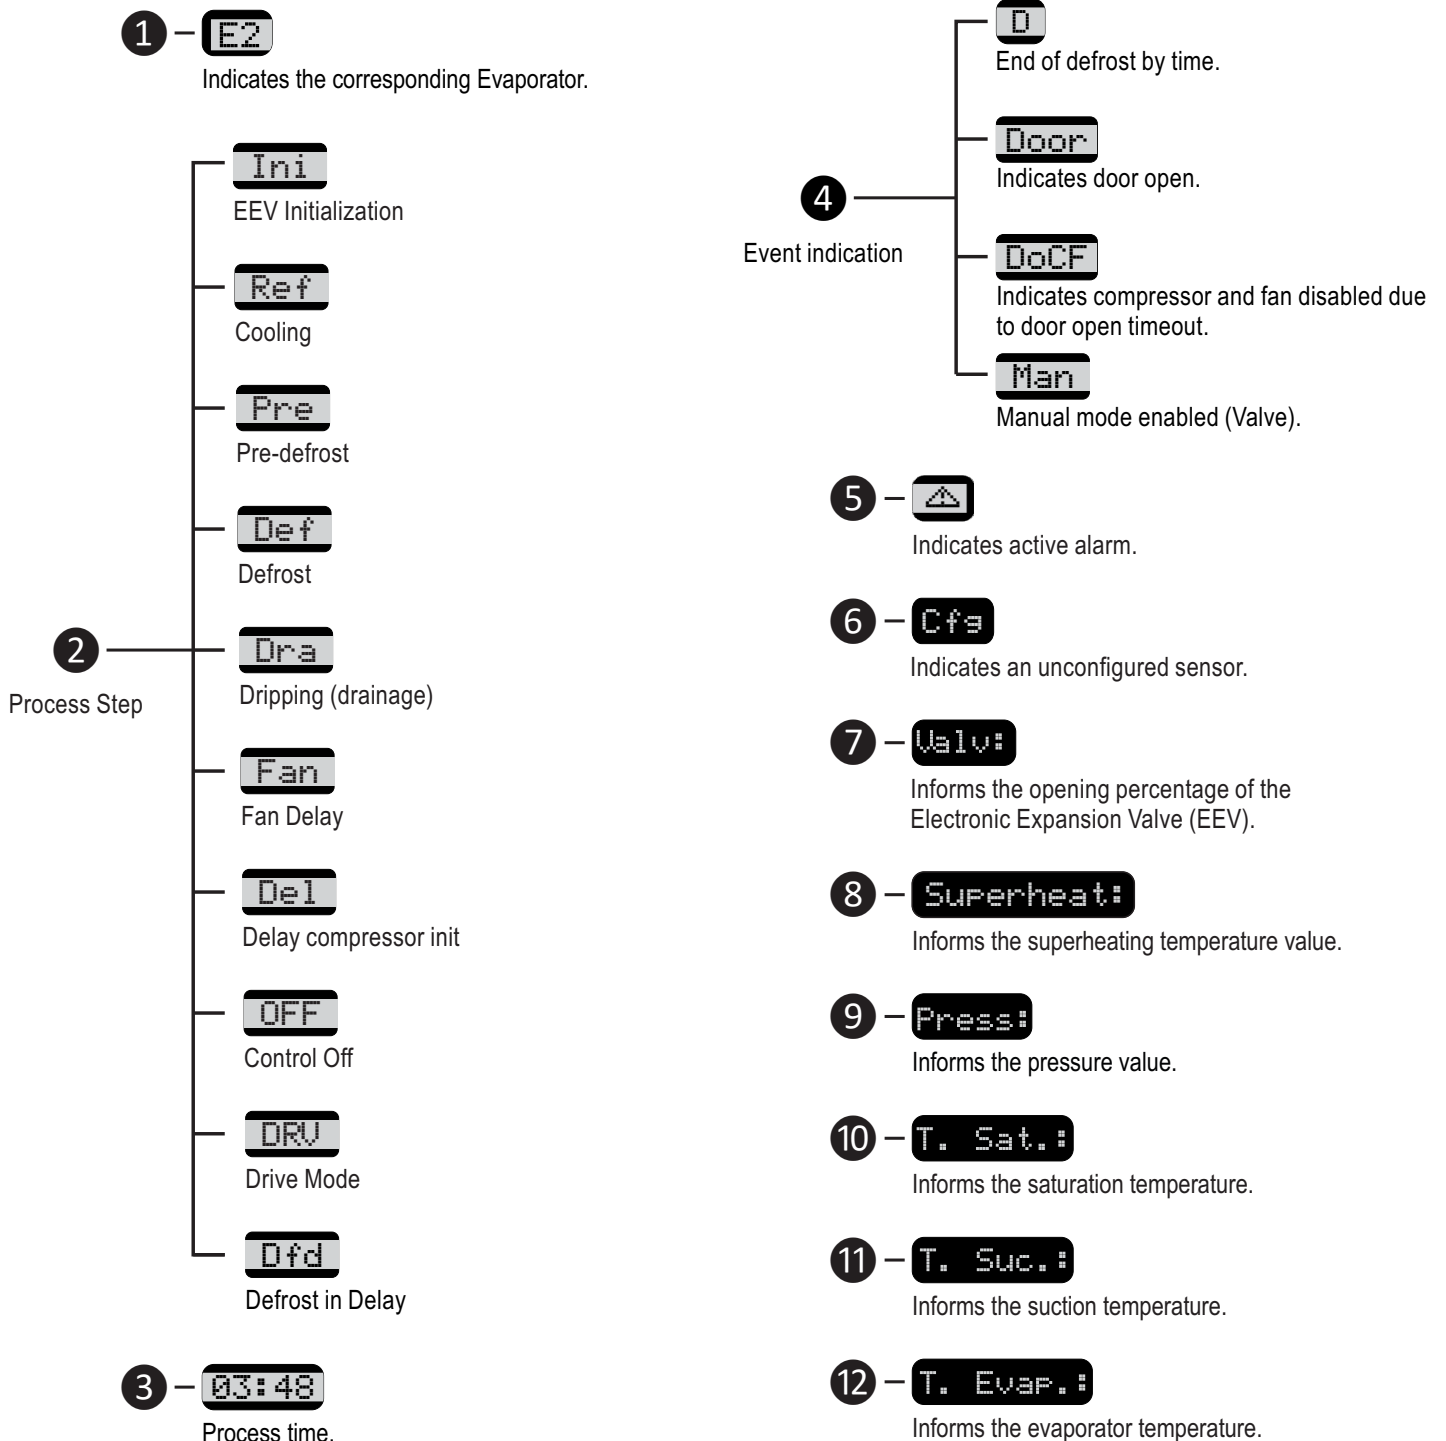 1
E2
Indicates the corresponding Evaporator.
2
Process Step
Ini
EEV Initialization
Ref
Cooling
Pre
Pre-defrost
Def
Defrost
Dra
Dripping (drainage)
Fan
Fan Delay
Del
Delay compressor init
OFF
Control Off
DRV
Drive Mode
Dfd
Defrost in Delay
3
03:48
Process time.
4
Event indication
D
End of defrost by time.
Door
Indicates door open.
DoCF
Indicates compressor and fan disabled due
to door open timeout.
Man
Manual mode enabled (Valve).
5
Indicates active alarm.
6
Cfg
Indicates an unconfigured sensor.
7
Valv:
Informs the opening percentage of the
Electronic Expansion Valve (EEV).
8
Superheat:
Informs the superheating temperature value.
9
Press:
Informs the pressure value.
10
T. Sat.:
Informs the saturation temperature.
11
T. Suc.:
Informs the suction temperature.
12
T. Evap.:
Informs the evaporator temperature.